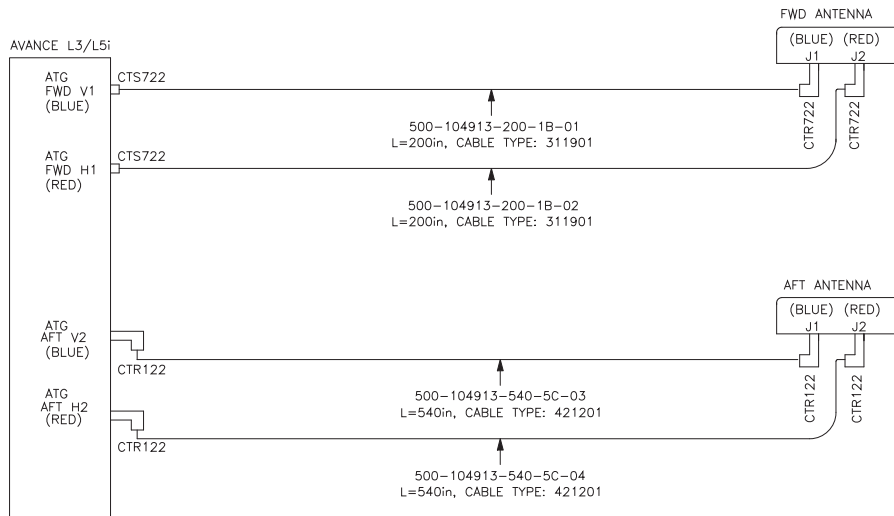 FWD ANTENNA
(BLUE) (RED)
J1 J2
AVANCE L3/L5i
ATG
FWD V1
(BLUE)
CTS722
CTR722
CTR722
500-104913-200-1B-01
L=200in, CABLE TYPE: 311901
ATG
FWD H1
(RED)
CTS722
500-104913-200-1B-02
L=200in, CABLE TYPE: 311901
AFT ANTENNA
(BLUE) (RED)
J1 J2
ATG
AFT V2
(BLUE)
CTR122
CTR122
CTR122
500-104913-540-5C-03
L=540in, CABLE TYPE: 421201
ATG
AFT H2
(RED)
CTR122
500-104913-540-5C-04
L=540in, CABLE TYPE: 421201